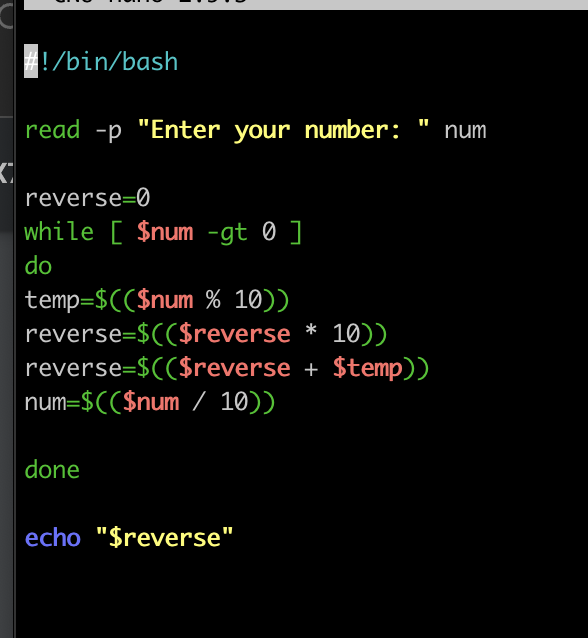 #!/bin/bash
read -p "Enter your number: " num
reverse=0
while [ $num -gt 0 ]
do
temp=$(($num % 10))
reverse=$(($reverse * 10))
reverse=$(($reverse + $temp))
num=$(($num / 10))
done
echo "$reverse"